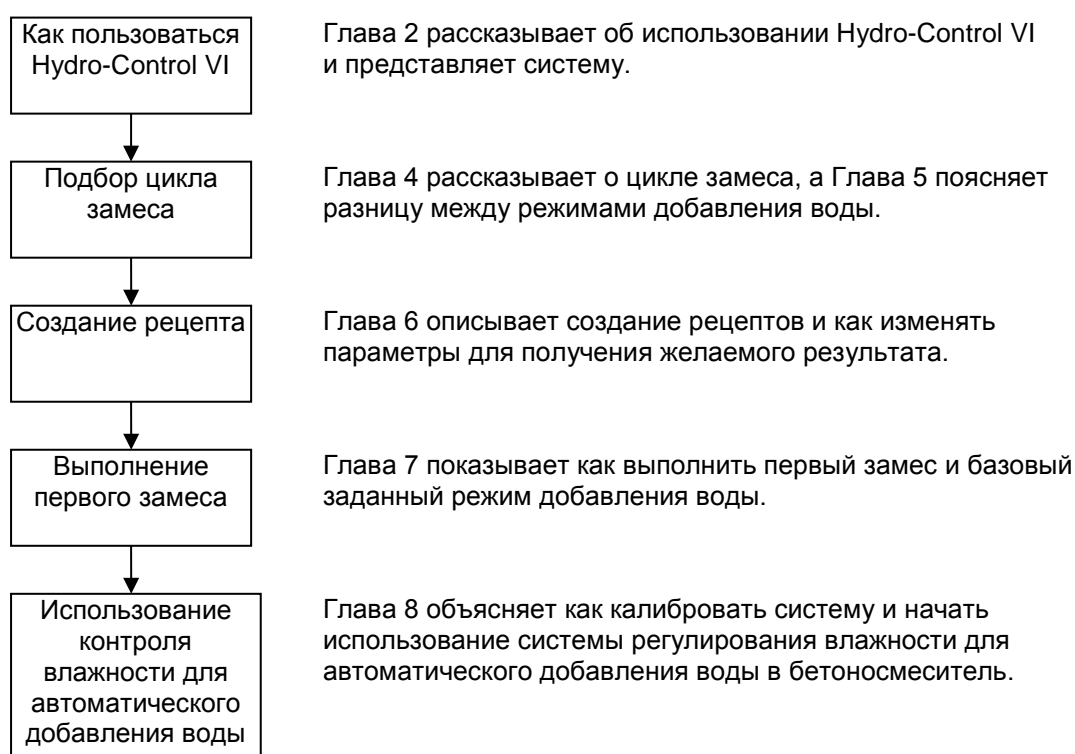 Как пользоваться
Hydro-Control VI
Глава 2 рассказывает об использовании Hydro-Control VI
и представляет систему.
Подбор цикла
замеса
Глава 4 рассказывает о цикле замеса, а Глава 5 поясняет
разницу между режимами добавления воды.
Создание рецепта
Глава 6 описывает создание рецептов и как изменять
параметры для получения желаемого результата.
Выполнение
первого замеса
Глава 7 показывает как выполнить первый замес и базовый
заданный режим добавления воды.
Использование
контроля
влажности для
автоматического
добавления воды
Глава 8 объясняет как калибровать систему и начать
использование системы регулирования влажности для
автоматического добавления воды в бетоносмеситель.